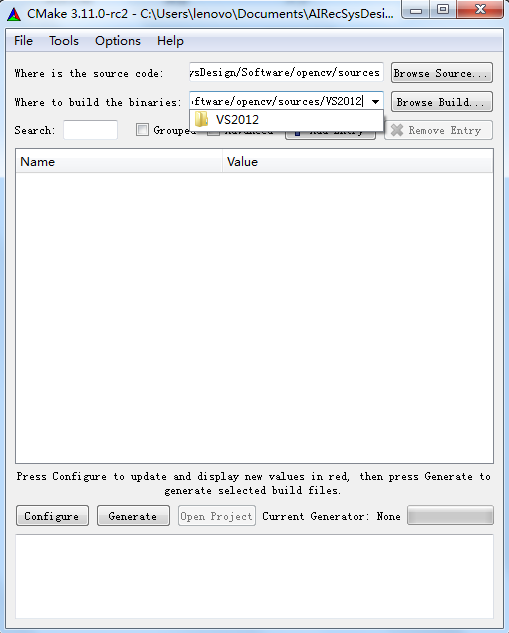 CMake 3.11.0-rc2 - C:\Users\lenovo\Documents\AIRecSysDesi...
File Tools Options Help
Where is the source code: ysDesign/Software/opencv/sources Browse Source...
Where to build the binaries: oftware/opencv/sources/VS2012 Browse Build...
VS2012
Search: Grouped Advanced Add Entry Remove Entry
Name Value
Press Configure to update and display new values in red, then press Generate to
generate selected build files.
Configure Generate Open Project Current Generator: None